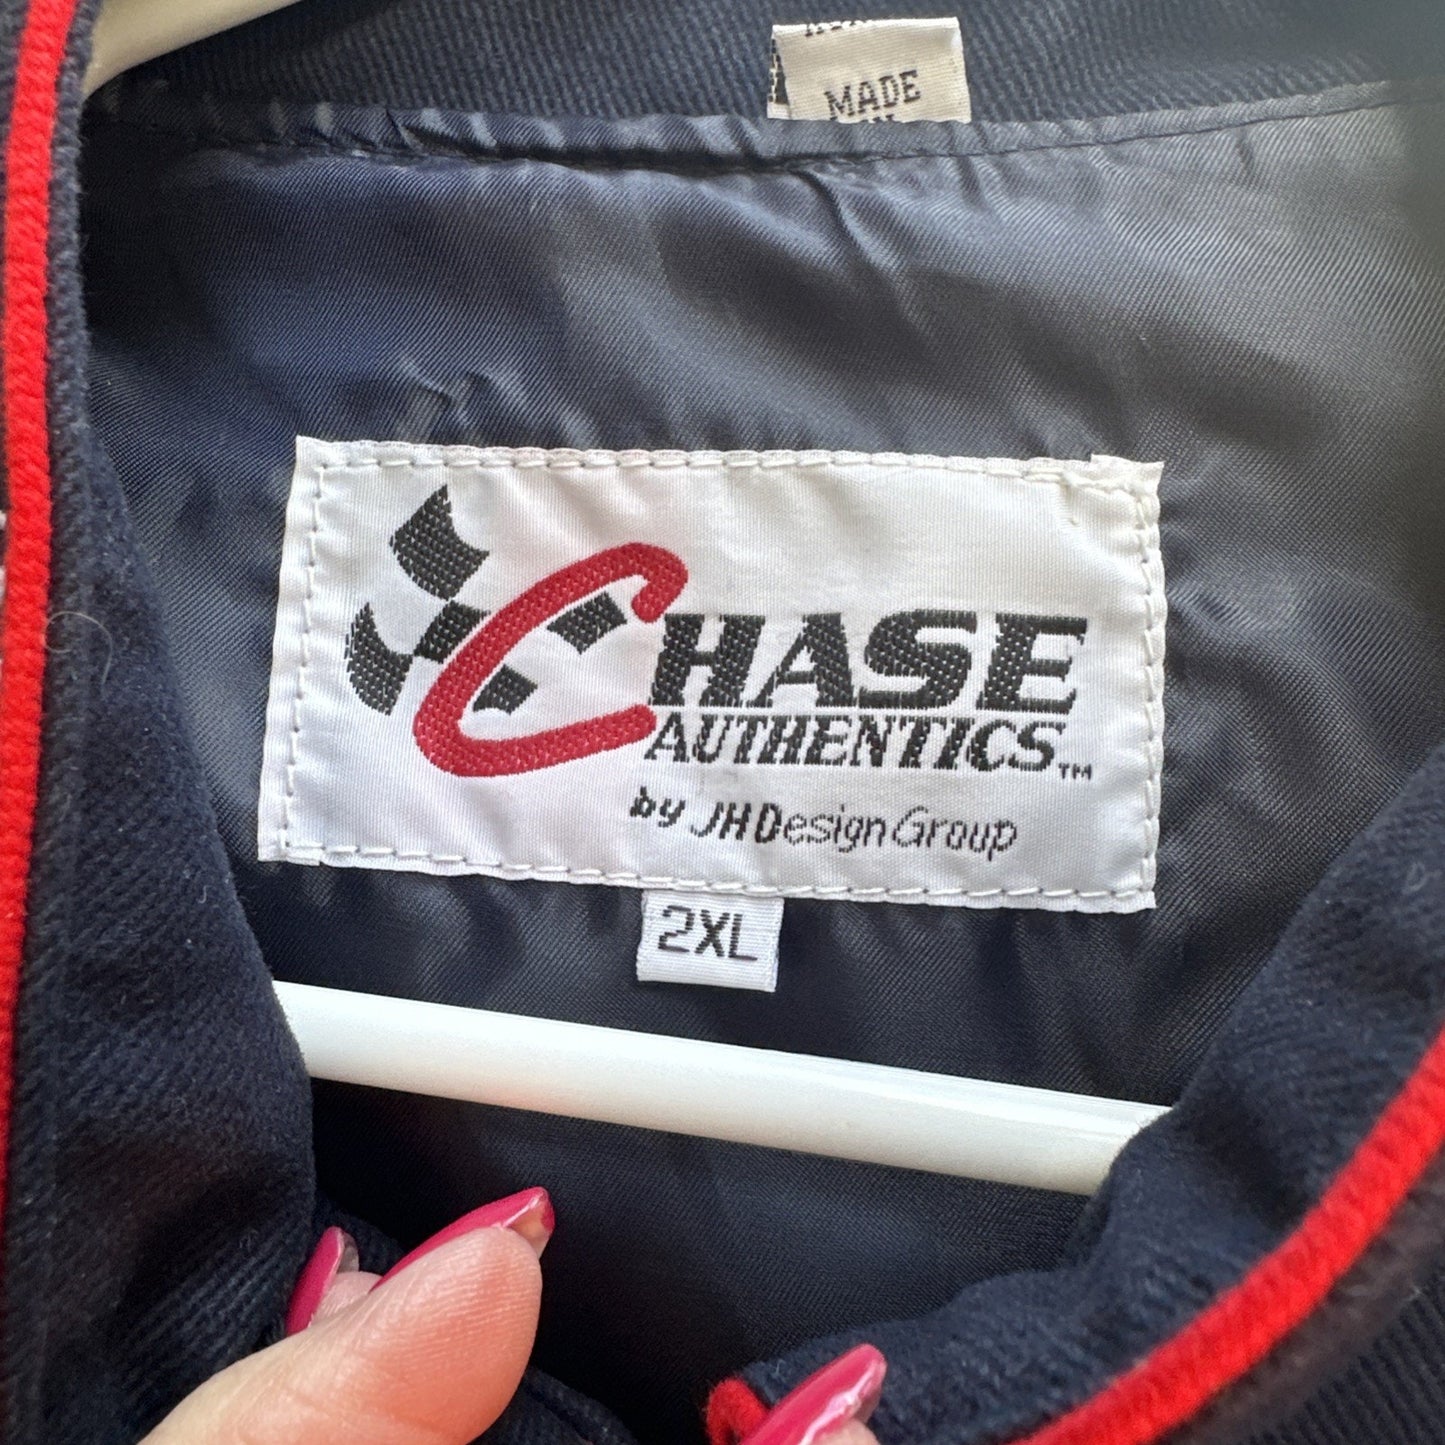 MADE
CHASE
AUTHENTICS™
by JH Design Group
2XL